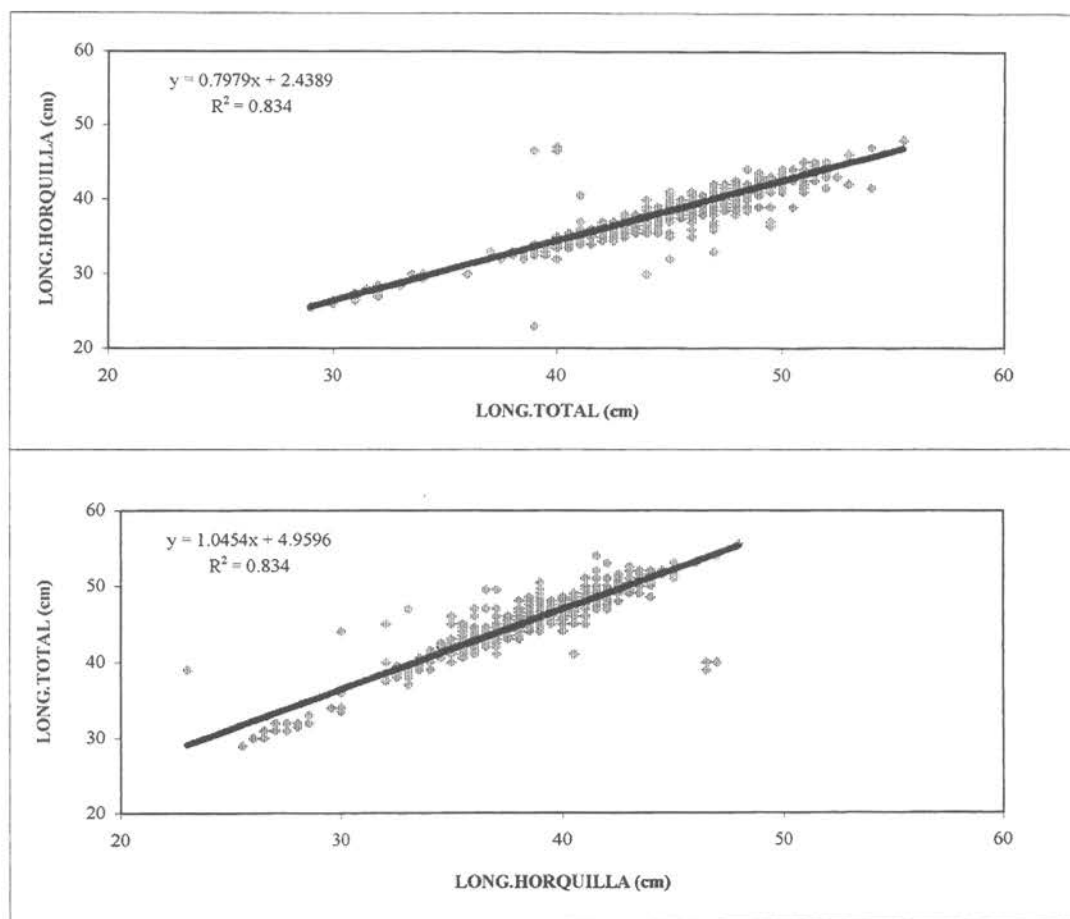 60
50
40
30
20
y = 0.7979x + 2.4389
R² = 0.834
LONG.HORQUILLA (cm)
20
30
40
50
60
LONG.TOTAL (cm)
60
50
40
30
20
y = 1.0454x + 4.9596
R² = 0.834
LONG.TOTAL (cm)
20
30
40
50
60
LONG.HORQUILLA (cm)